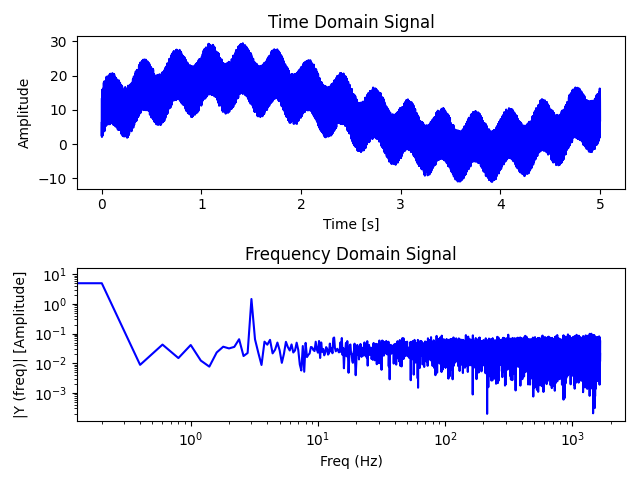 Time Domain Signal
30
20
10
0
−10
Amplitude
0 1 2 3 4 5
Time [s]
Frequency Domain Signal
10¹
10⁰
10⁻¹
10⁻²
10⁻³
|Y (freq)| [Amplitude]
10⁰ 10¹ 10² 10³
Freq (Hz)